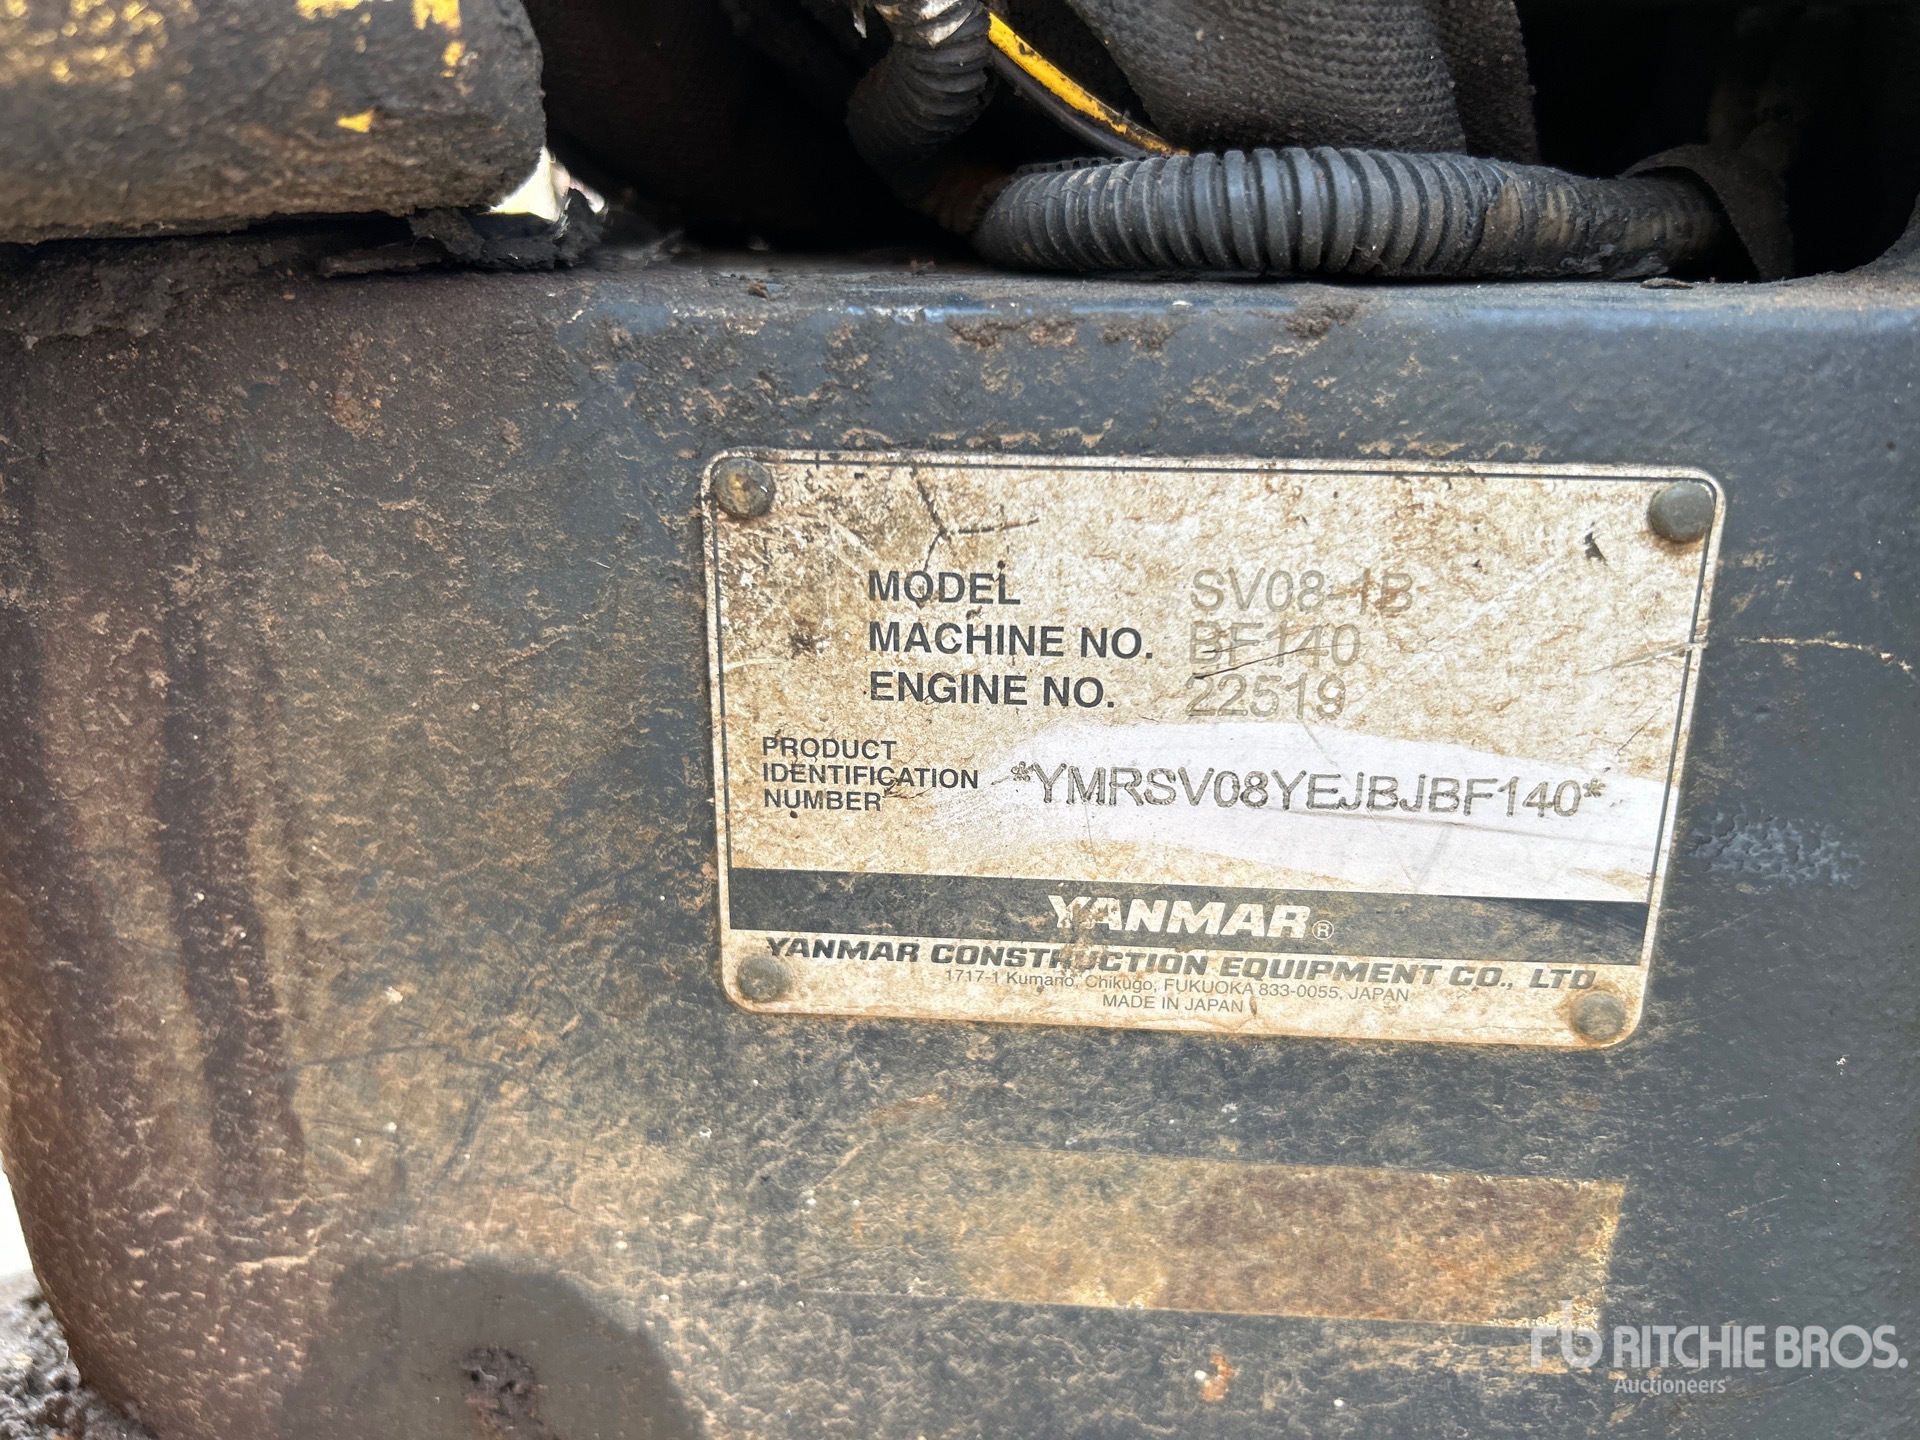 MODEL SV08-1B
MACHINE NO. BF140
ENGINE NO. 22519
PRODUCT
IDENTIFICATION
NUMBER
*YMRSV08YEJBJBF140*
YANMAR®
YANMAR CONSTRUCTION EQUIPMENT CO., LTD
1717-1 Kumano, Chikugo, FUKUOKA 833-0055, JAPAN
MADE IN JAPAN
rb RITCHIE BROS.
Auctioneers